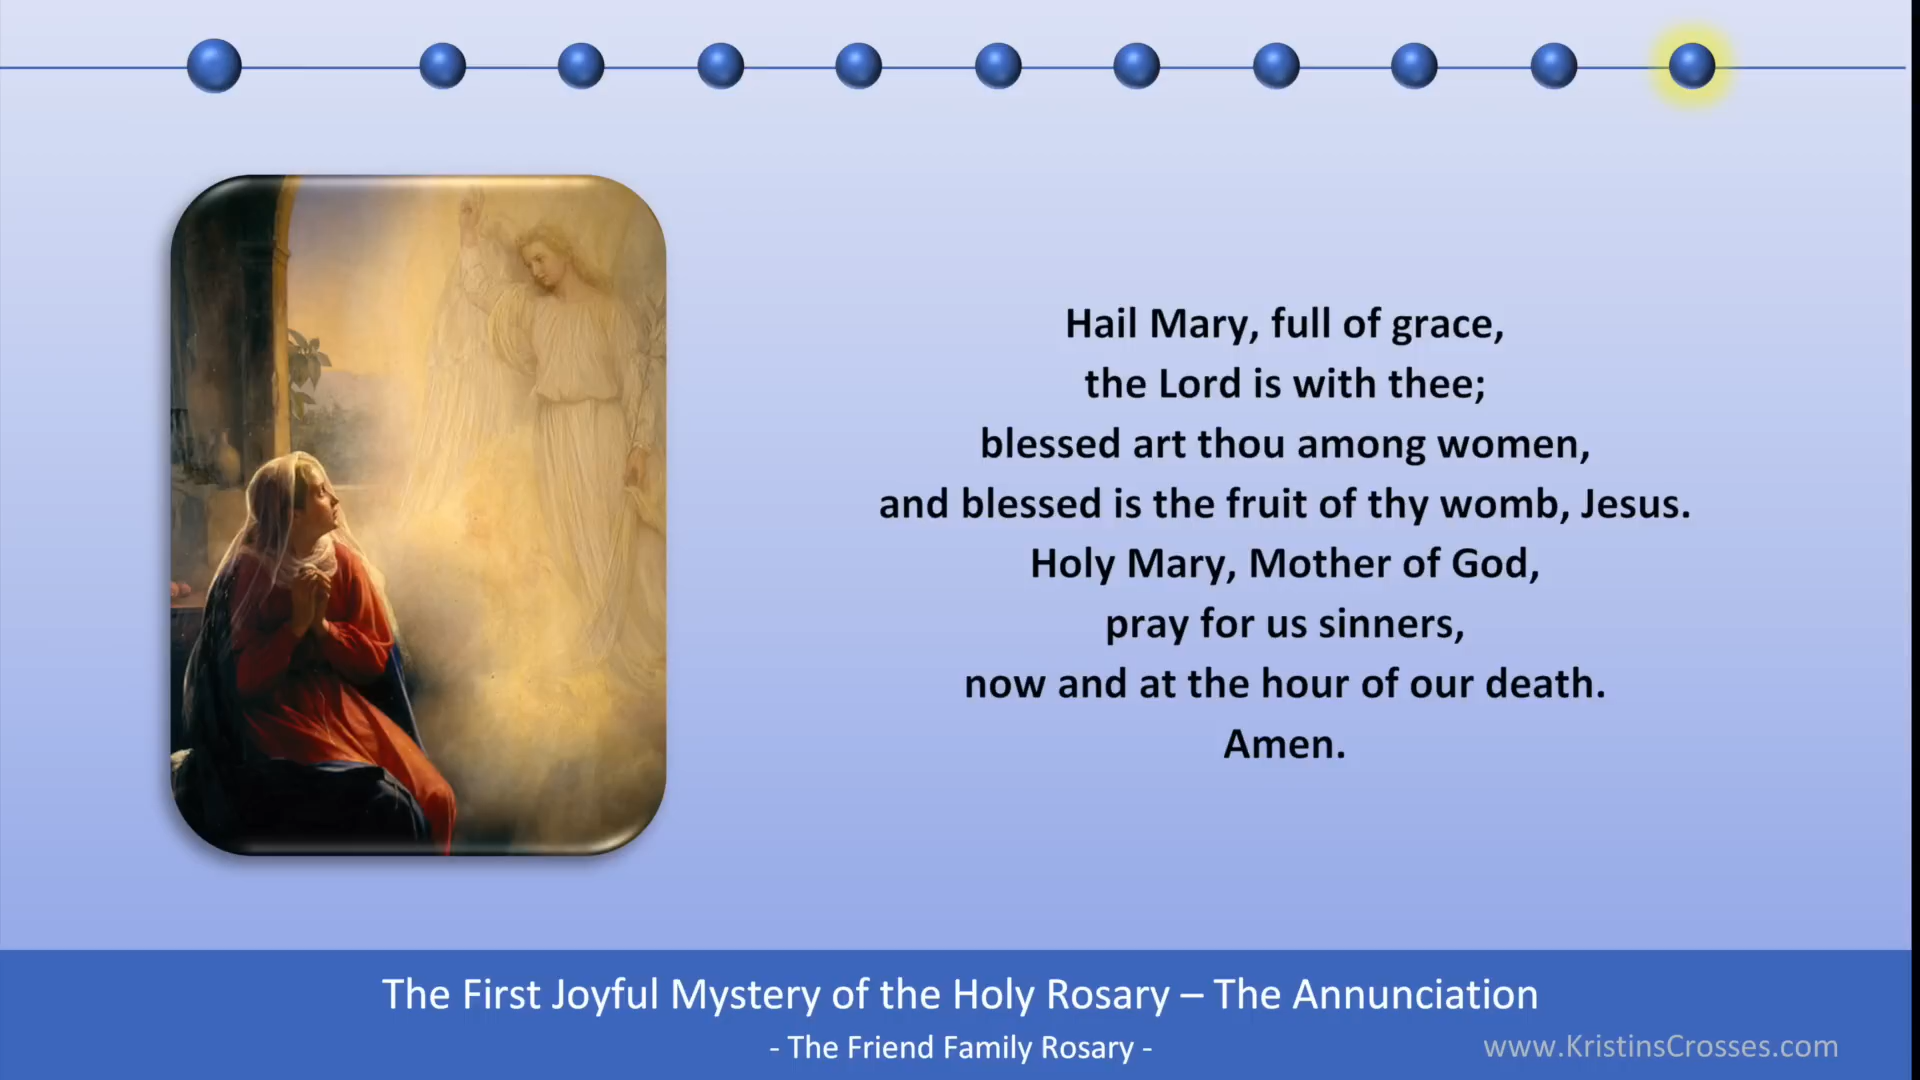 Hail Mary, full of grace,
the Lord is with thee;
blessed art thou among women,
and blessed is the fruit of thy womb, Jesus.
Holy Mary, Mother of God,
pray for us sinners,
now and at the hour of our death.
Amen.
The First Joyful Mystery of the Holy Rosary – The Annunciation
- The Friend Family Rosary -
www.KristinsCrosses.com